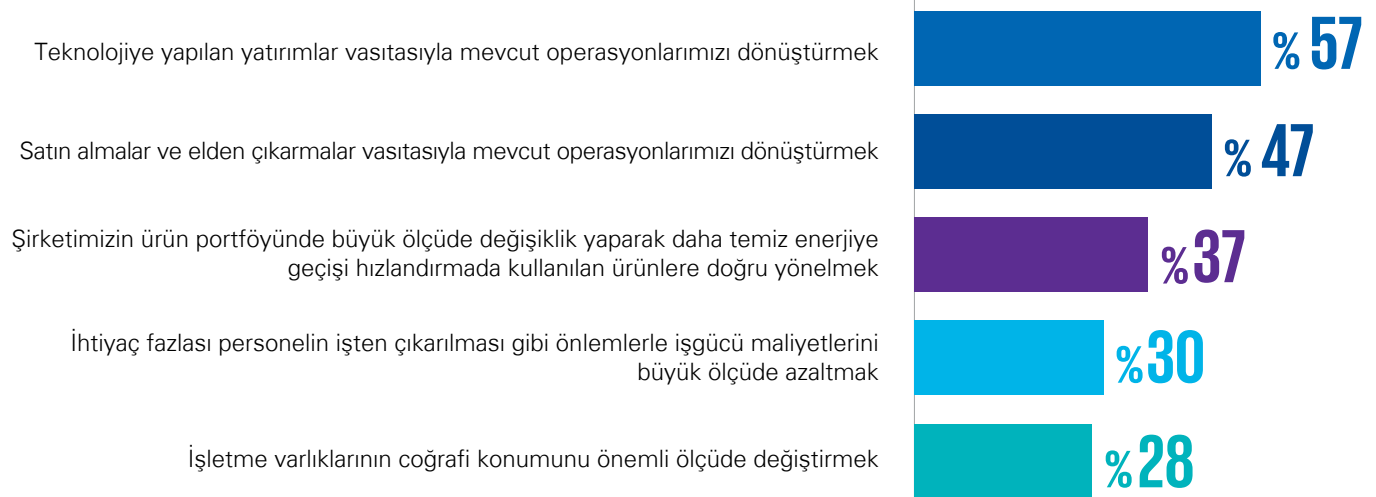 Teknolojiye yapılan yatırımlar vasıtasıyla mevcut operasyonlarımızı dönüştürmek
% 57
Satın almalar ve elden çıkarmalar vasıtasıyla mevcut operasyonlarımızı dönüştürmek
% 47
Şirketimizin ürün portföyünde büyük ölçüde değişiklik yaparak daha temiz enerjiye
geçişi hızlandırmada kullanılan ürünlere doğru yönelmek
%37
İhtiyaç fazlası personelin işten çıkarılması gibi önlemlerle işgücü maliyetlerini
büyük ölçüde azaltmak
%30
İşletme varlıklarının coğrafi konumunu önemli ölçüde değiştirmek
%28